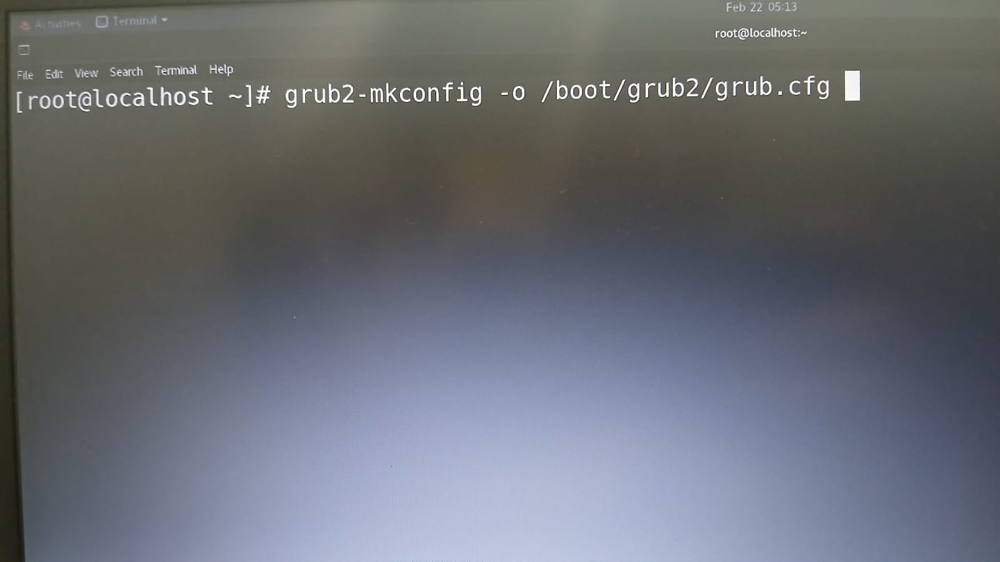 Feb 22 05:13
Activities Terminal
root@localhost:~
File Edit View Search Terminal Help
[root@localhost ~]# grub2-mkconfig -o /boot/grub2/grub.cfg